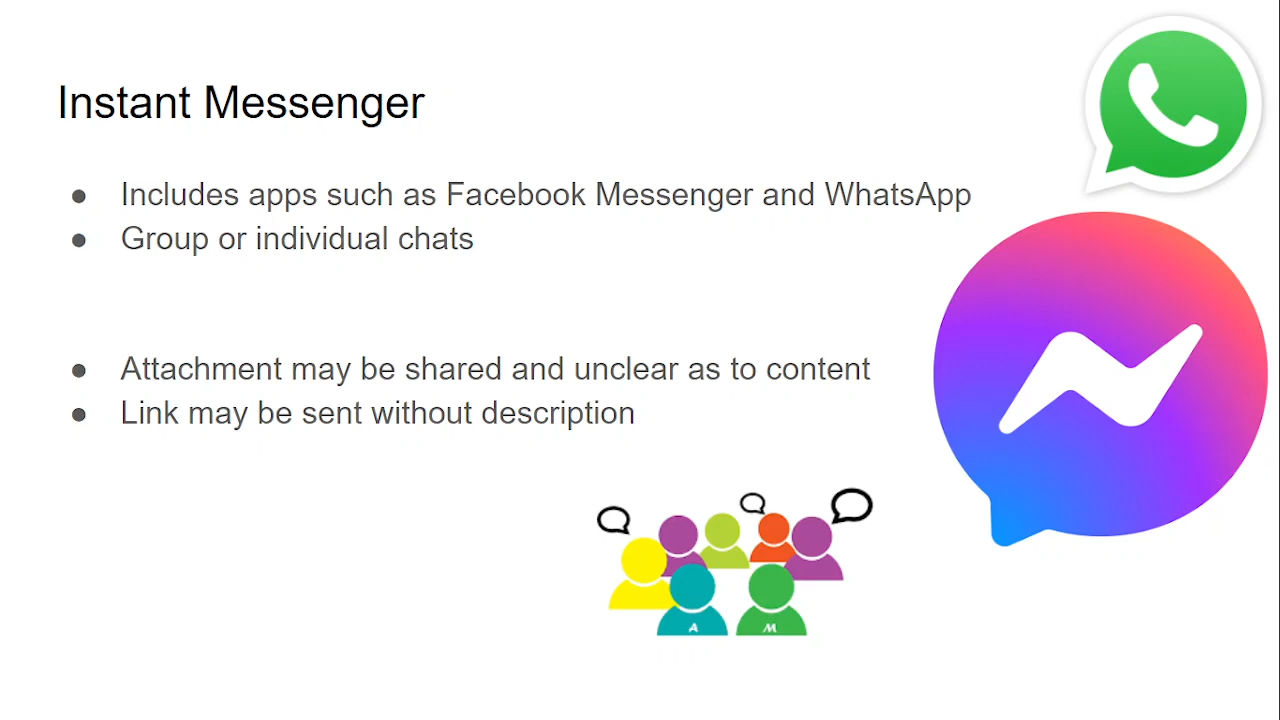 Instant Messenger
● Includes apps such as Facebook Messenger and WhatsApp
● Group or individual chats
● Attachment may be shared and unclear as to content
● Link may be sent without description
A M